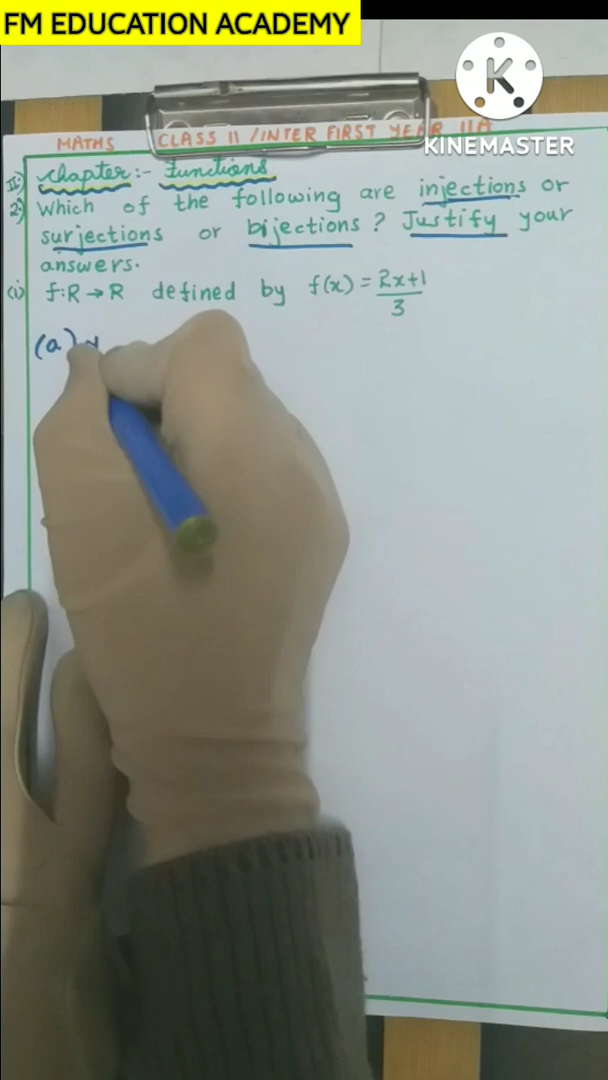 FM EDUCATION ACADEMY
K
KINEMASTER
MATHS CLASS 11 /INTER FIRST YEAR 11A
II) Chapter:- Functions
2) Which of the following are injections or
surjections or bijections ? Justify your
answers.
(i) f:R → R defined by f(x) = 2x+1/3
(a)